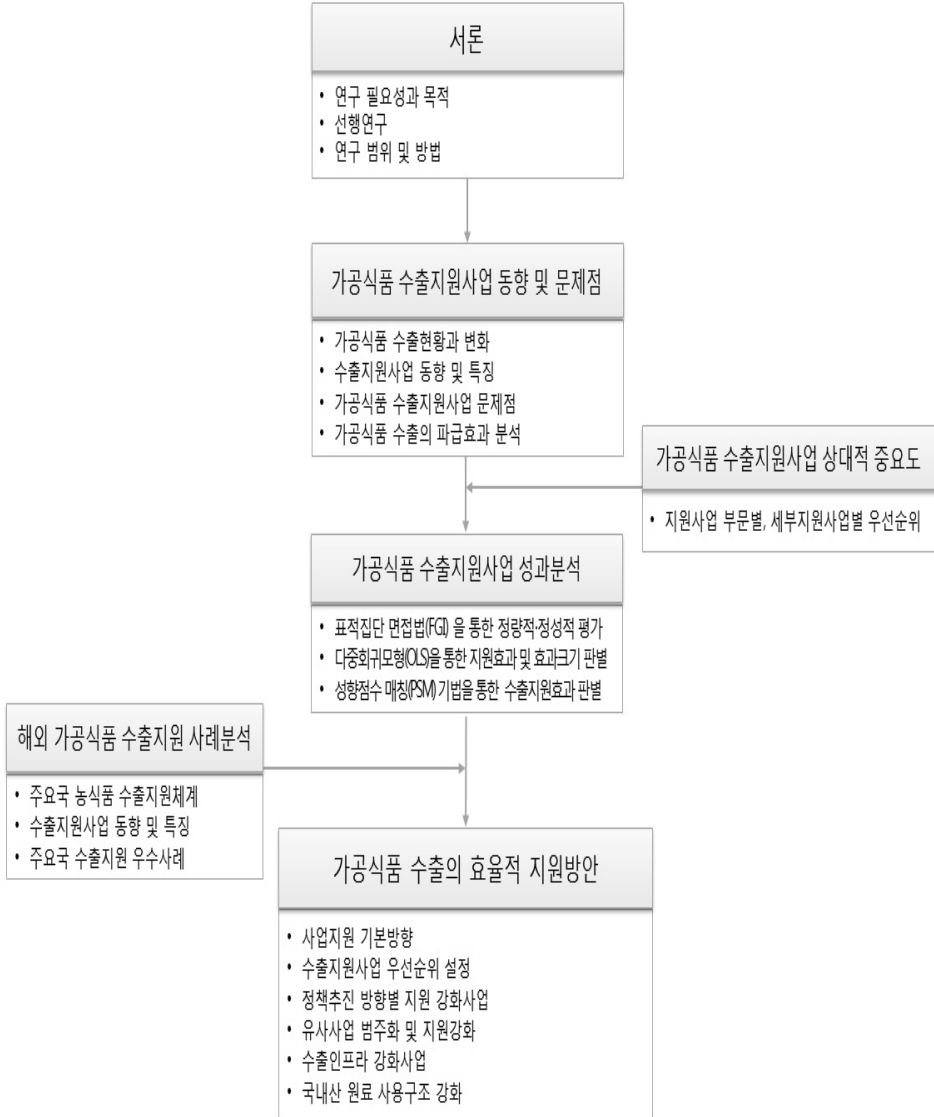 서론
• 연구 필요성과 목적
• 선행연구
• 연구 범위 및 방법
가공식품 수출지원사업 동향 및 문제점
• 가공식품 수출현황과 변화
• 수출지원사업 동향 및 특징
• 가공식품 수출지원사업 문제점
• 가공식품 수출의 파급효과 분석
가공식품 수출지원사업 상대적 중요도
• 지원사업 부문별, 세부지원사업별 우선순위
가공식품 수출지원사업 성과분석
• 표적집단 면접법(FGI) 을 통한 정량적·정성적 평가
• 다중회귀모형(OLS)을 통한 지원효과 및 효과크기 판별
• 성향점수 매칭(PSM) 기법을 통한 수출지원효과 판별
해외 가공식품 수출지원 사례분석
• 주요국 농식품 수출지원체계
• 수출지원사업 동향 및 특징
• 주요국 수출지원 우수사례
가공식품 수출의 효율적 지원방안
• 사업지원 기본방향
• 수출지원사업 우선순위 설정
• 정책추진 방향별 지원 강화사업
• 유사사업 범주화 및 지원강화
• 수출인프라 강화사업
• 국내산 원료 사용구조 강화